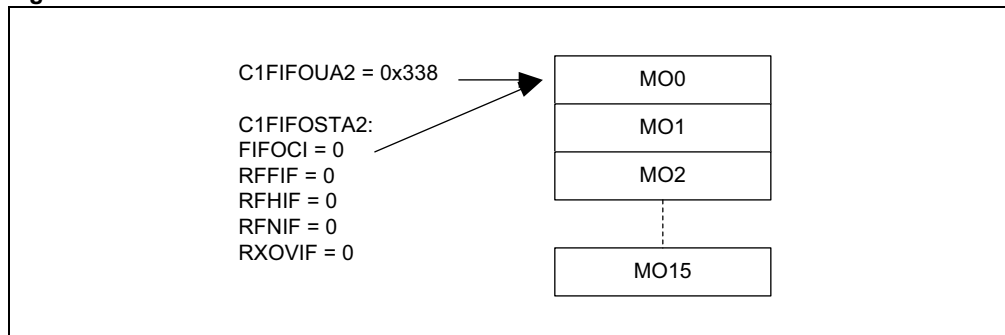 C1FIFOUA2 = 0x338
C1FIFOSTA2:
FIFOCI = 0
RFFIF = 0
RFHIF = 0
RFNIF = 0
RXOVIF = 0
MO0
MO1
MO2
MO15